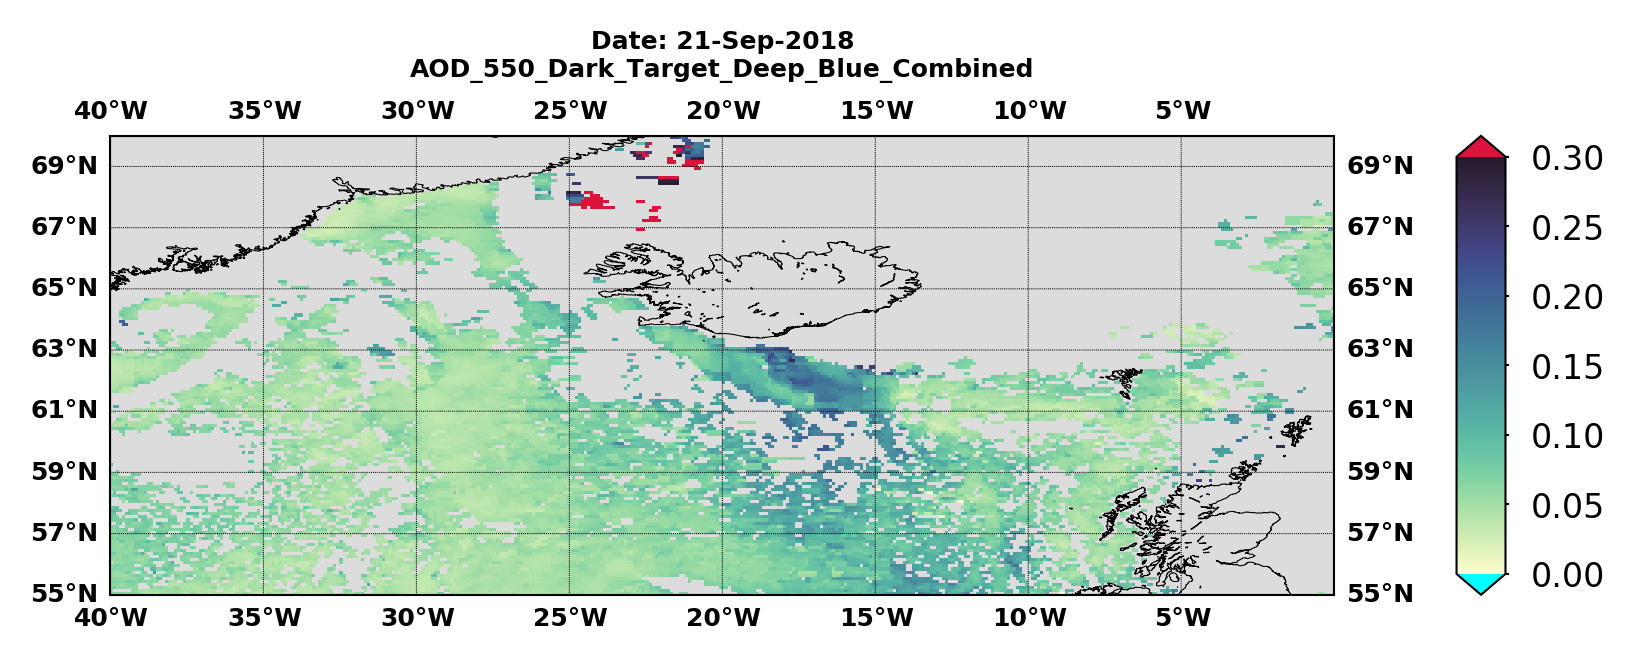 Date: 21-Sep-2018
AOD_550_Dark_Target_Deep_Blue_Combined
40°W 35°W 30°W 25°W 20°W 15°W 10°W 5°W
69°N 69°N 0.30
67°N 67°N 0.25
65°N 65°N 0.20
63°N 63°N 0.15
61°N 61°N 0.10
59°N 59°N 0.05
57°N 57°N 0.00
55°N 55°N
40°W 35°W 30°W 25°W 20°W 15°W 10°W 5°W